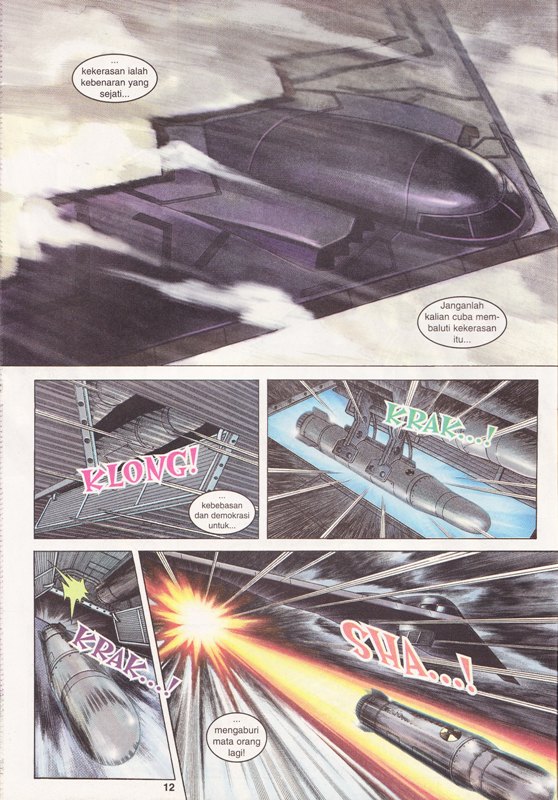 ...
kekerasan ialah
kebenaran yang
sejati...
Janganlah
kalian cuba mem-
baluti kekerasan
itu...
KLONG!
...
kebebasan
dan demokrasi
untuk...
KRAK....!
KRAK....!
SHA....!
...
mengaburi
mata orang
lagi!
12